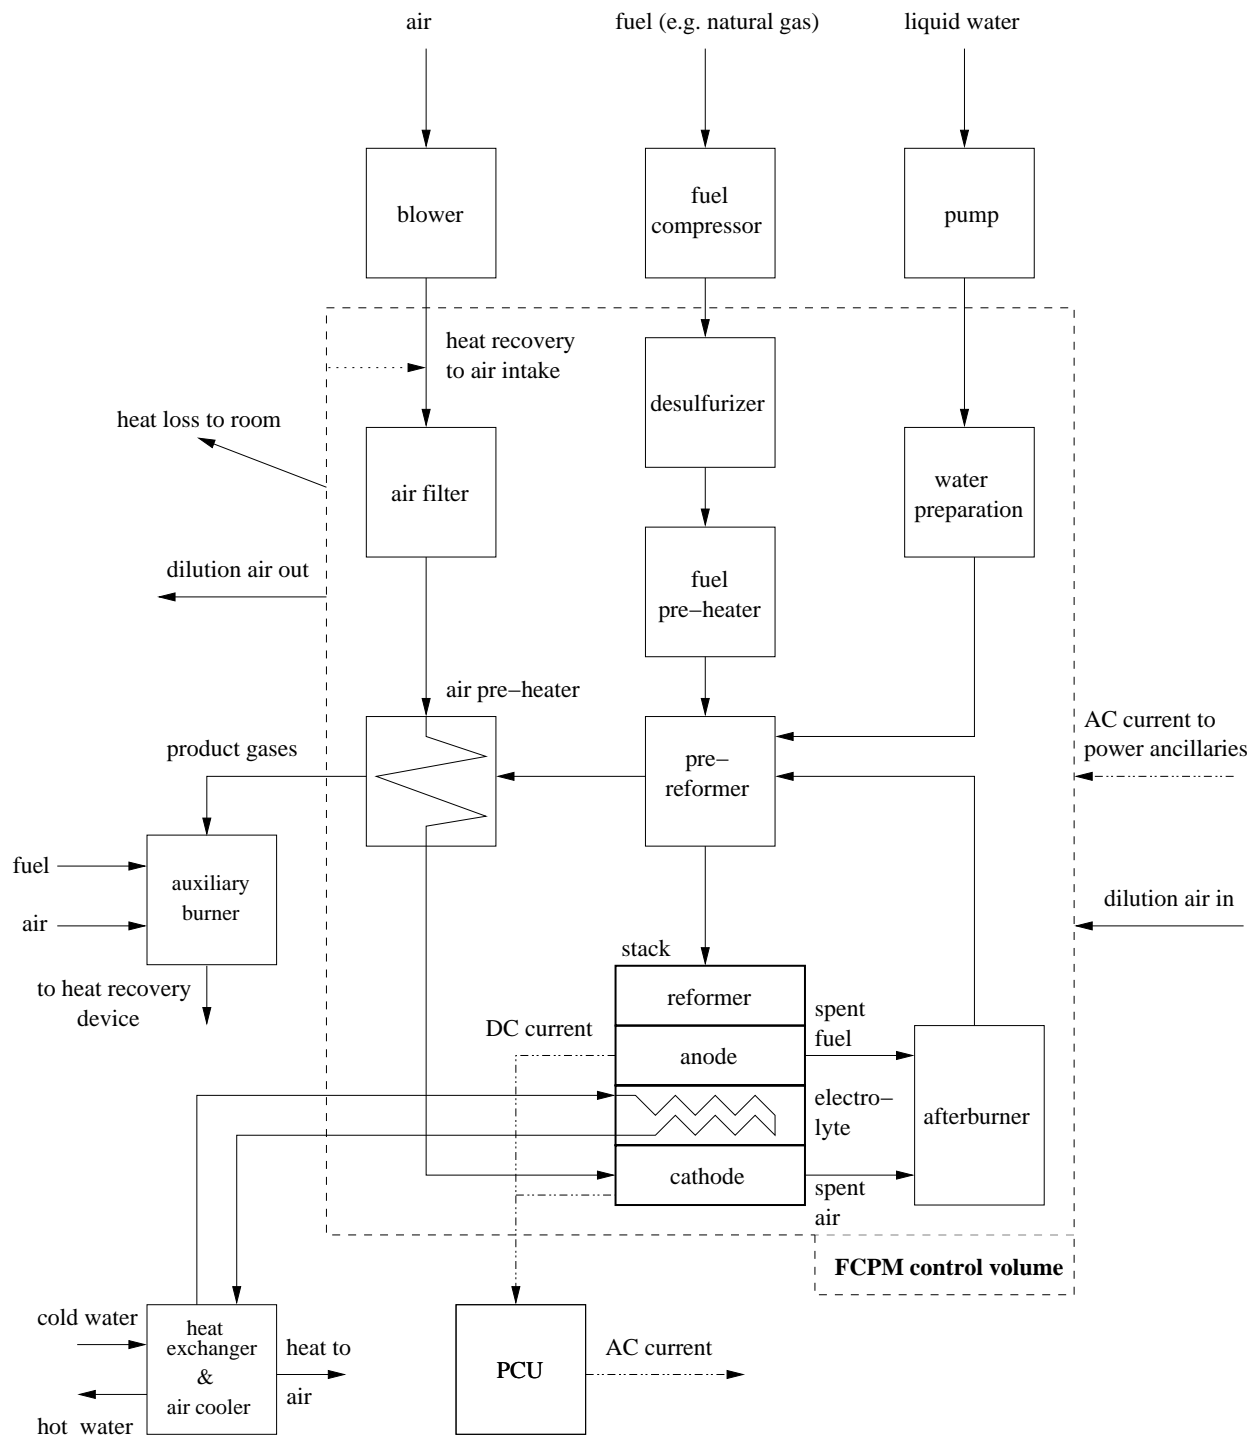 air
fuel (e.g. natural gas)
liquid water
blower
fuel
compressor
pump
heat recovery
to air intake
desulfurizer
heat loss to room
air filter
water
preparation
dilution air out
fuel
pre−heater
air pre−heater
AC current to
power ancillaries
product gases
pre−
reformer
fuel
air
auxiliary
burner
dilution air in
to heat recovery
device
stack
reformer
spent
fuel
DC current
anode
electro−
lyte
afterburner
cathode
spent
air
FCPM control volume
cold water
hot water
heat
exchanger
&
air cooler
heat to
air
PCU
AC current